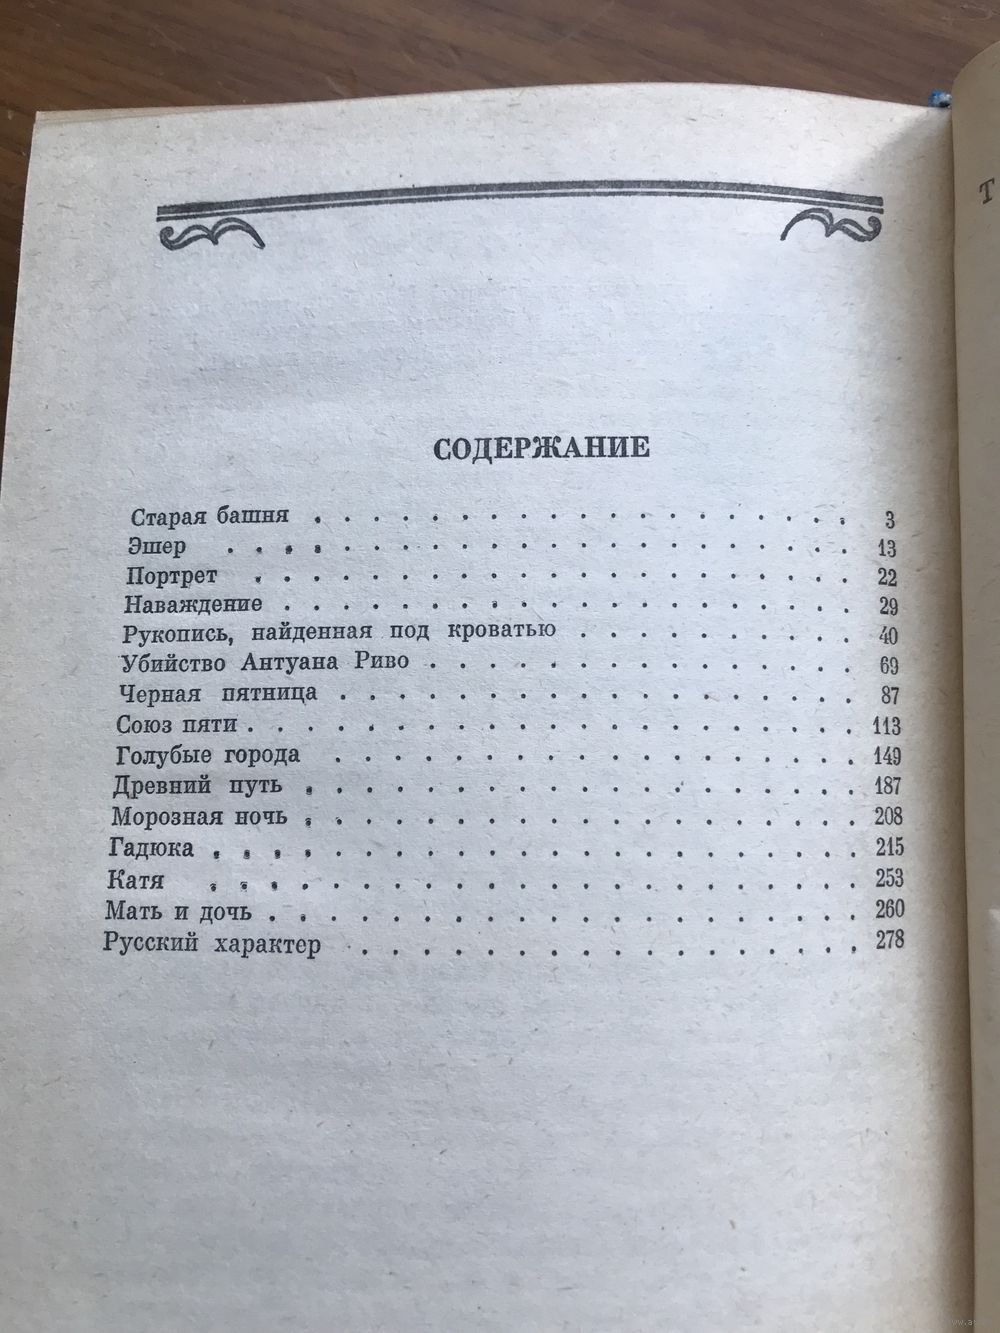 СОДЕРЖАНИЕ
Старая башня . . . . . . . . . . . . . . . . . . . 3
Эшер . . . . . . . . . . . . . . . . . . . . . . 13
Портрет . . . . . . . . . . . . . . . . . . . . . 22
Наваждение . . . . . . . . . . . . . . . . . . . . 29
Рукопись, найденная под кроватью . . . . . . . . . . 40
Убийство Антуана Риво . . . . . . . . . . . . . . . 69
Черная пятница . . . . . . . . . . . . . . . . . . 87
Союз пяти . . . . . . . . . . . . . . . . . . . . . 113
Голубые города . . . . . . . . . . . . . . . . . . 149
Древний путь . . . . . . . . . . . . . . . . . . . 187
Морозная ночь . . . . . . . . . . . . . . . . . . . 208
Гадюка . . . . . . . . . . . . . . . . . . . . . . 215
Катя . . . . . . . . . . . . . . . . . . . . . . 253
Мать и дочь . . . . . . . . . . . . . . . . . . . . 260
Русский характер . . . . . . . . . . . . . . . . . 278
Т